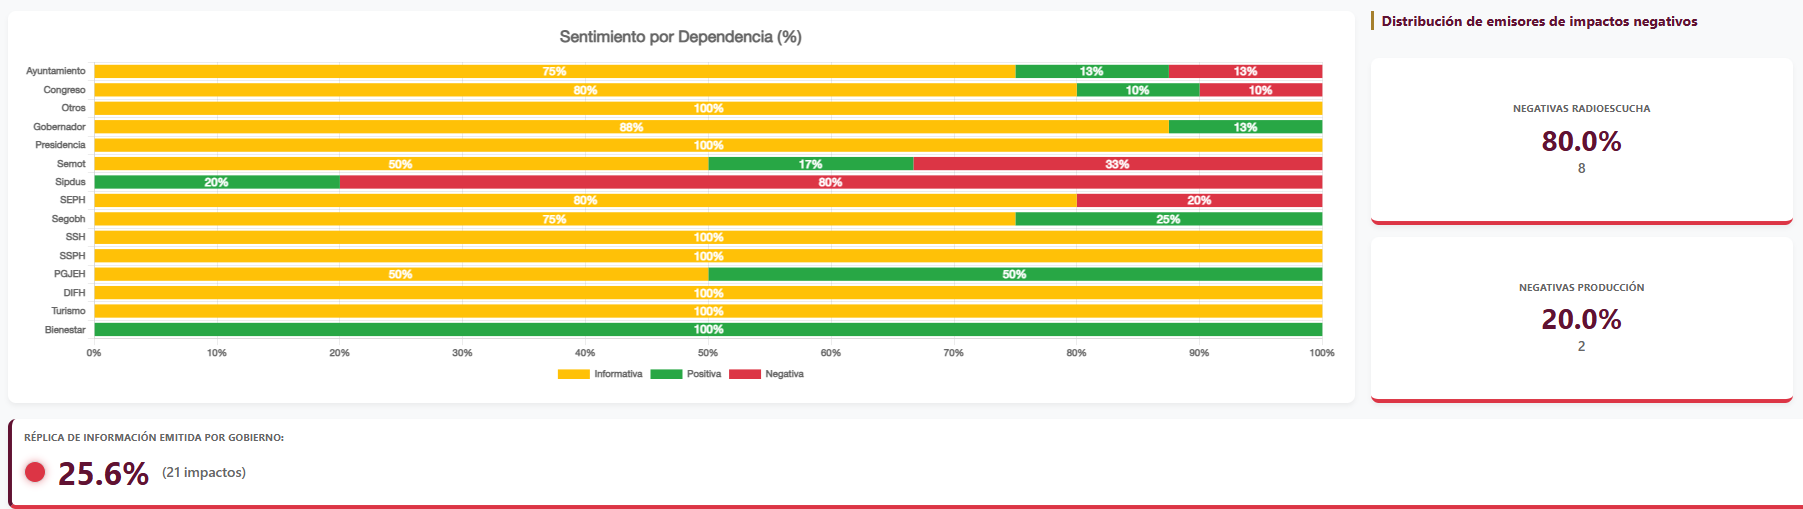 Sentimiento por Dependencia (%)
Ayuntamiento 75% 13% 13%
Congreso 80% 10% 10%
Otros 100%
Gobernador 88% 13%
Presidencia 100%
Semot 50% 17% 33%
Sipdus 20% 80%
SEPH 80% 20%
Segobh 75% 25%
SSH 100%
SSPH 100%
PGJEH 50% 50%
DIFH 100%
Turismo 100%
Bienestar 100%
0% 10% 20% 30% 40% 50% 60% 70% 80% 90% 100%
Informativa Positiva Negativa
Distribución de emisores de impactos negativos
NEGATIVAS RADIOESCUCHA
80.0%
8
NEGATIVAS PRODUCCIÓN
20.0%
2
RÉPLICA DE INFORMACIÓN EMITIDA POR GOBIERNO:
25.6% (21 impactos)